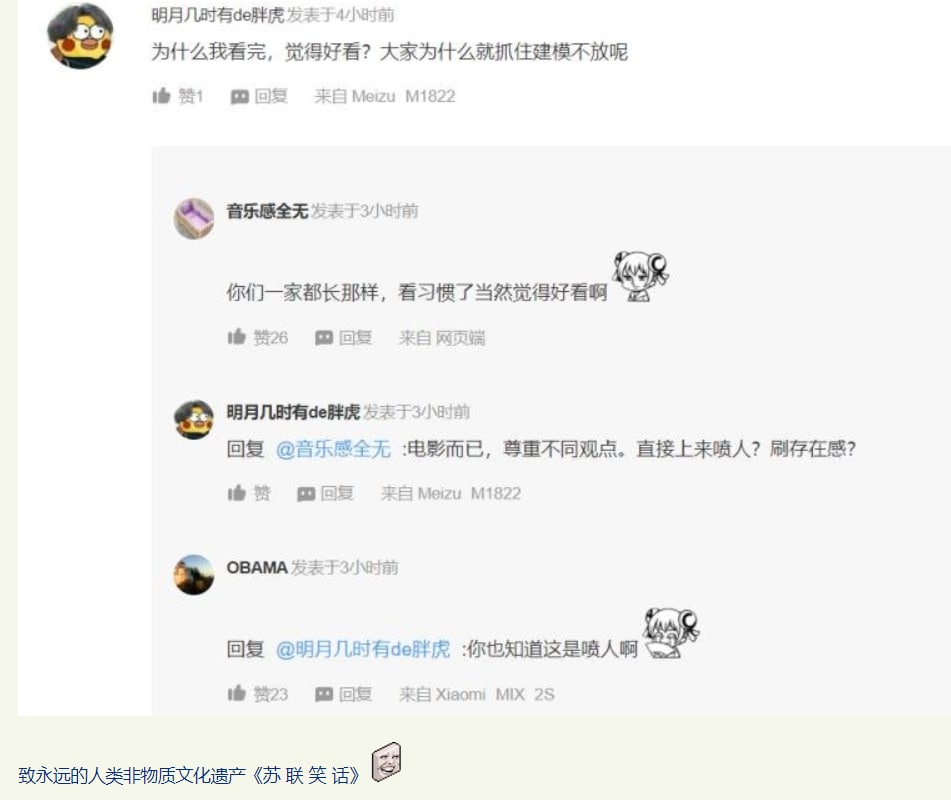 明月几时有de胖虎发表于4小时前
为什么我看完，觉得好看？大家为什么就抓住建模不放呢
赞1 回复 来自 Meizu M1822
音乐感全无发表于3小时前
你们一家都长那样，看习惯了当然觉得好看啊
赞26 回复 来自 网页端
明月几时有de胖虎发表于3小时前
回复 @音乐感全无 :电影而已，尊重不同观点。直接上来喷人？刷存在感？
赞 回复 来自 Meizu M1822
OBAMA发表于3小时前
回复 @明月几时有de胖虎 :你也知道这是喷人啊
赞23 回复 来自 Xiaomi MIX 2S
致永远的人类非物质文化遗产《苏 联 笑 话》